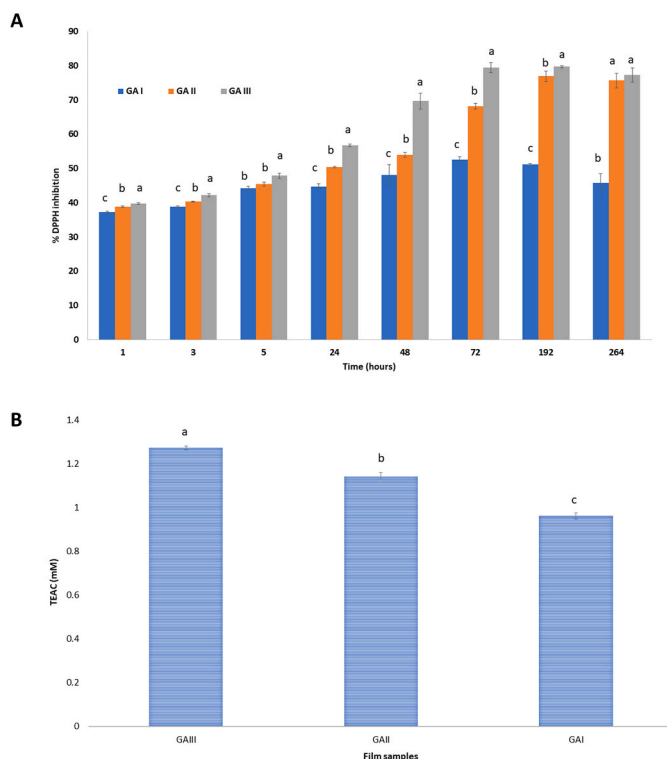 A
90
80
70
60
50
40
30
20
10
0
% DPPH inhibition
GA I GA II GA III
c b a c b a b b a c b a c b a c b a c b a b a a
1 3 5 24 48 72 192 264
Time (hours)
B
1.4
1.2
1
0.8
0.6
0.4
0.2
0
TEAC (mM)
a b c
GAIII GAII GAI
Film samples